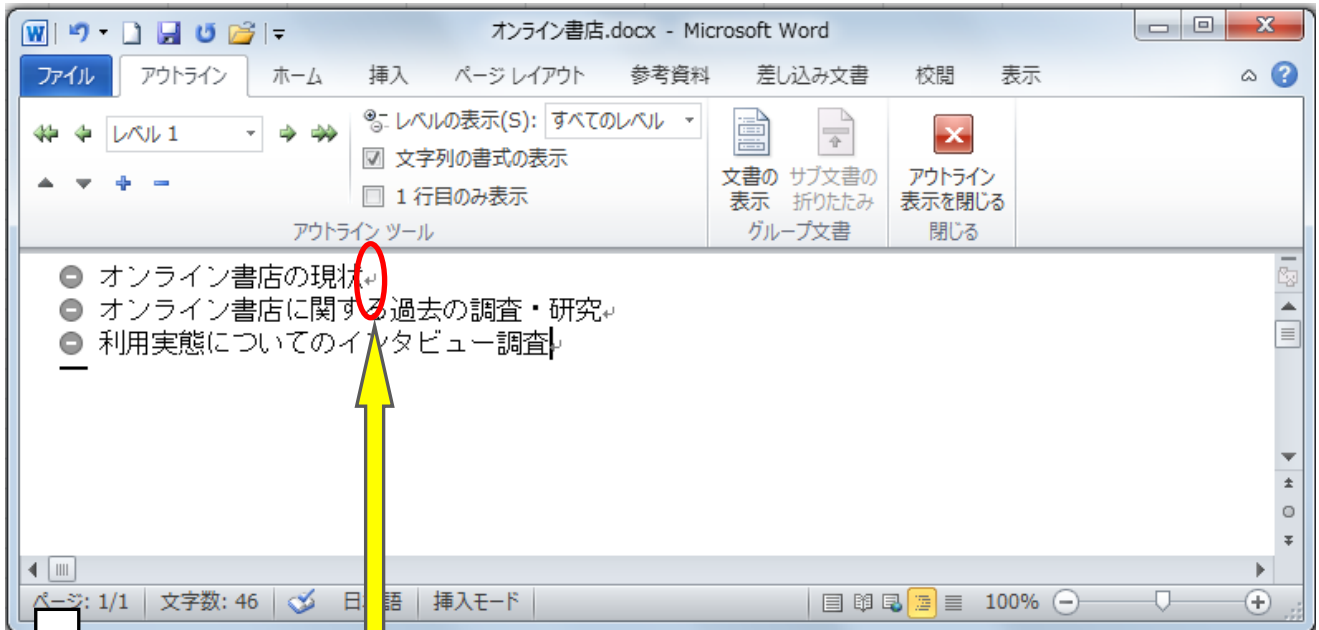 オンライン書店.docx - Microsoft Word
ファイル アウトライン ホーム 挿入 ページ レイアウト 参考資料 差し込み文書 校閲 表示
レベル 1
レベルの表示(S): すべてのレベル
文字列の書式の表示
1 行目のみ表示
アウトライン ツール
文書の表示
サブ文書の折りたたみ
グループ文書
アウトライン表示を閉じる
閉じる
オンライン書店の現状
オンライン書店に関する過去の調査・研究
利用実態についてのインタビュー調査
ページ: 1/1 文字数: 46 日本語 挿入モード 100%